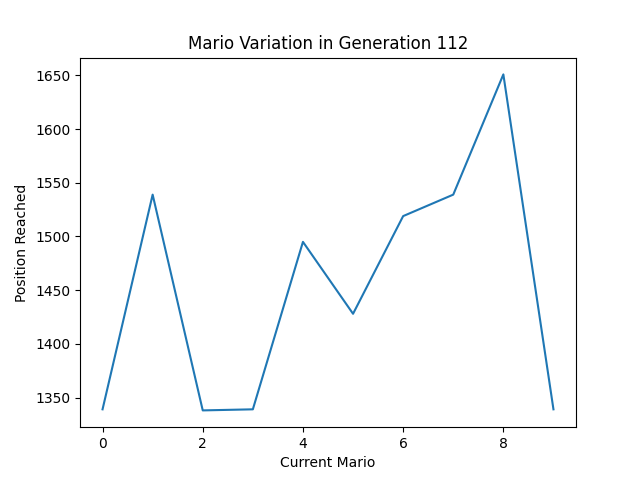 Mario Variation in Generation 112
1650
1600
1550
1500
1450
1400
1350
Position Reached
0 2 4 6 8
Current Mario